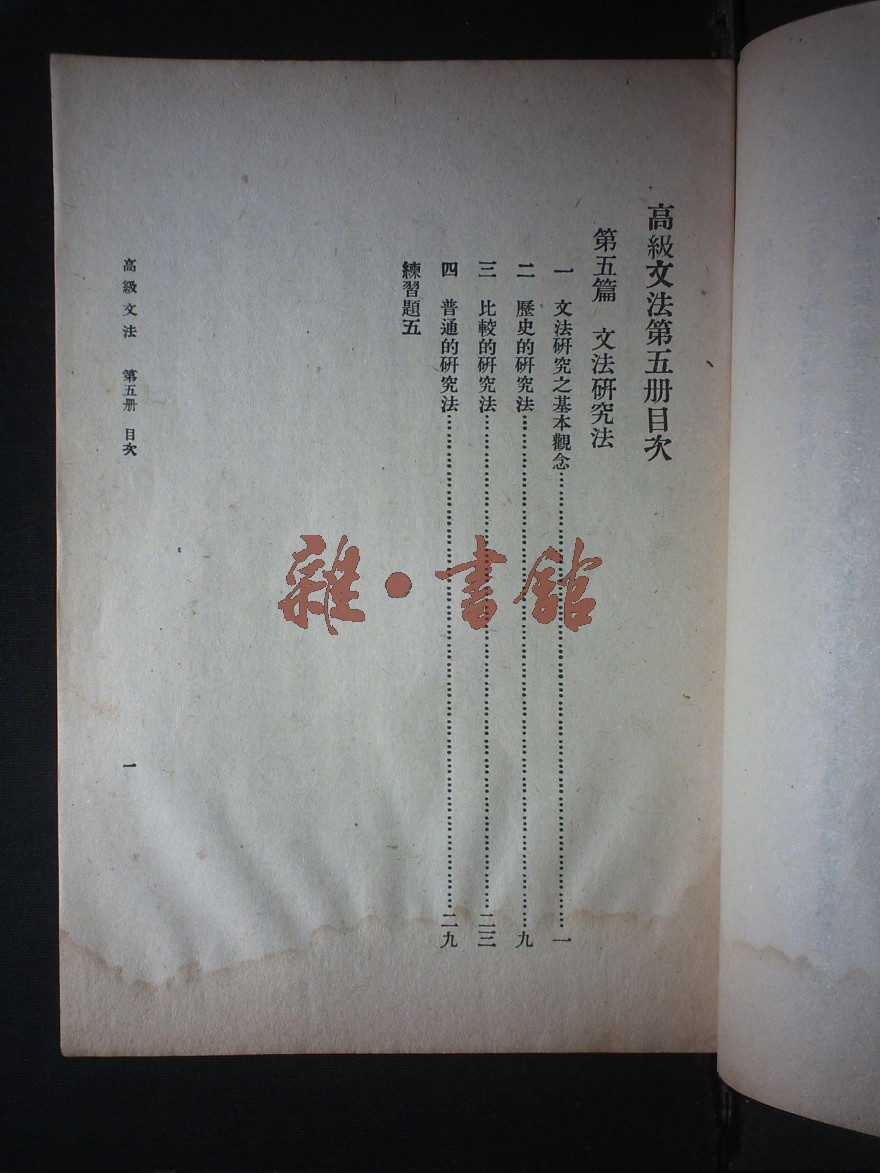 高級文法第五册目次
第五篇　文法研究法
一　文法研究之基本觀念……一
二　歷史的研究法……九
三　比較的研究法……二三
四　普通的研究法……二九
練習題五
高級文法　第五册　目次
一
雜・書館